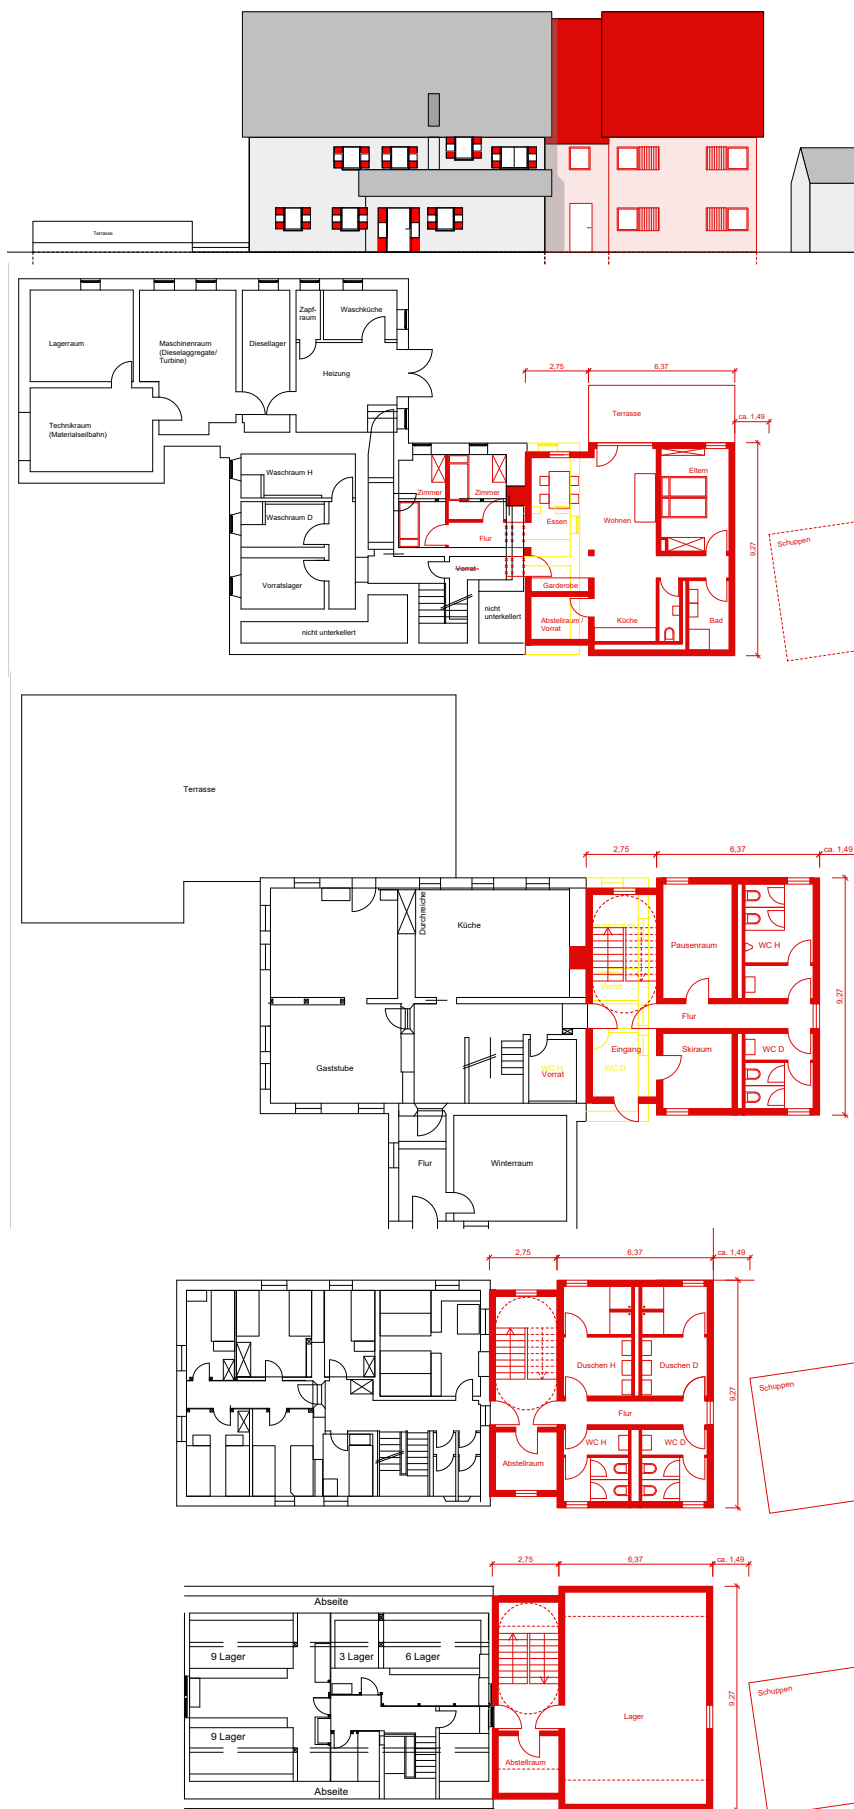 Terrasse
Lagerraum
Maschinenraum
(Dieselaggregate/
Turbine)
Diesellager
Zapf-
raum
Waschküche
Heizung
Technikraum
(Materialseilbahn)
2,75
6,37
ca. 1,49
Terrasse
Waschraum H
Zimmer
Zimmer
Eltern
Waschraum D
Essen
Wohnen
Flur
Schuppen
9,27
Vorratslager
Vorrat
Garderobe
nicht
unterkellert
Abstellraum /
Vorrat
Küche
Bad
nicht unterkellert
Terrasse
2,75
6,37
ca. 1,49
Durchreiche
Küche
Pausenraum
WC H
Vorrat
9,27
Flur
Eingang
Skiraum
WC D
Gaststube
WC H
Vorrat
WC D
Flur
Winterraum
2,75
6,37
ca. 1,49
Duschen H
Duschen D
Schuppen
9,27
Flur
WC H
WC D
Abstellraum
2,75
6,37
ca. 1,49
Abseite
9 Lager
3 Lager
6 Lager
Schuppen
9,27
Lager
9 Lager
Abstellraum
Abseite